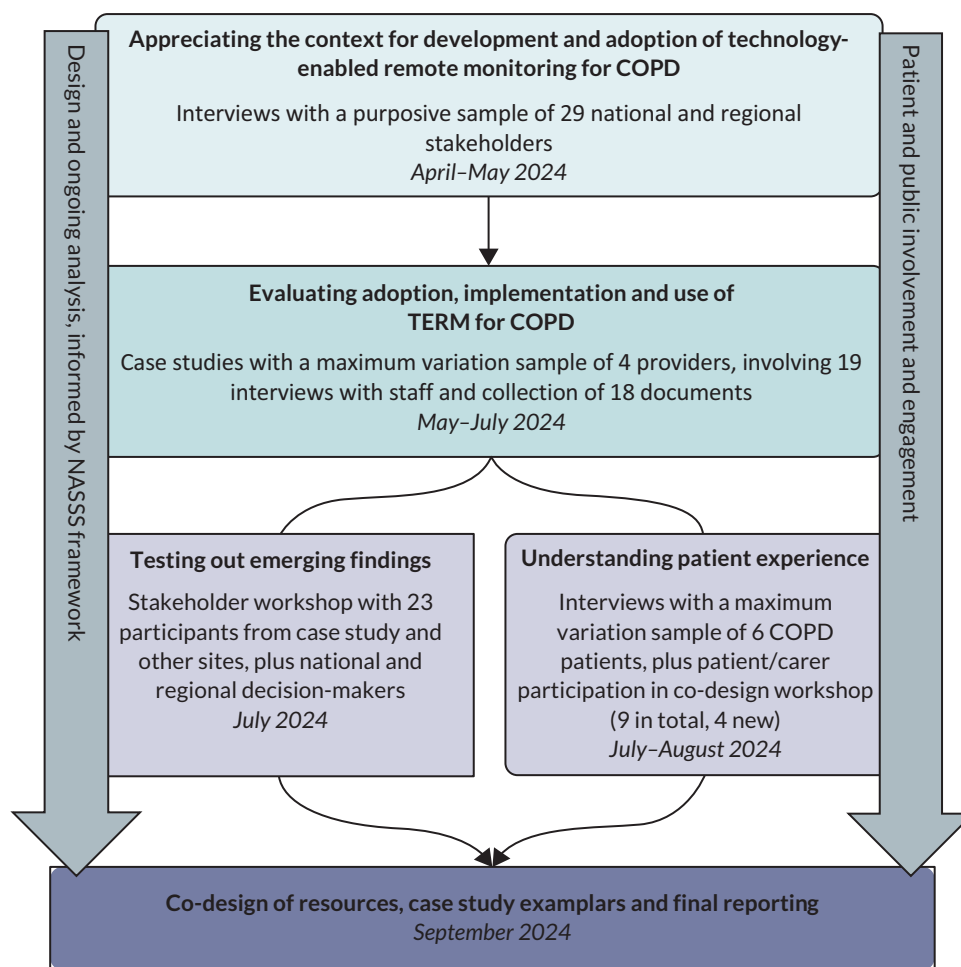 Appreciating the context for development and adoption of technology-
enabled remote monitoring for COPD
Interviews with a purposive sample of 29 national and regional
stakeholders
April–May 2024
Design and ongoing analysis, informed by NASSS framework
Patient and public involvement and engagement
Evaluating adoption, implementation and use of
TERM for COPD
Case studies with a maximum variation sample of 4 providers, involving 19
interviews with staff and collection of 18 documents
May–July 2024
Testing out emerging findings
Stakeholder workshop with 23
participants from case study and
other sites, plus national and
regional decision-makers
July 2024
Understanding patient experience
Interviews with a maximum
variation sample of 6 COPD
patients, plus patient/carer
participation in co-design workshop
(9 in total, 4 new)
July–August 2024
Co-design of resources, case study examplars and final reporting
September 2024